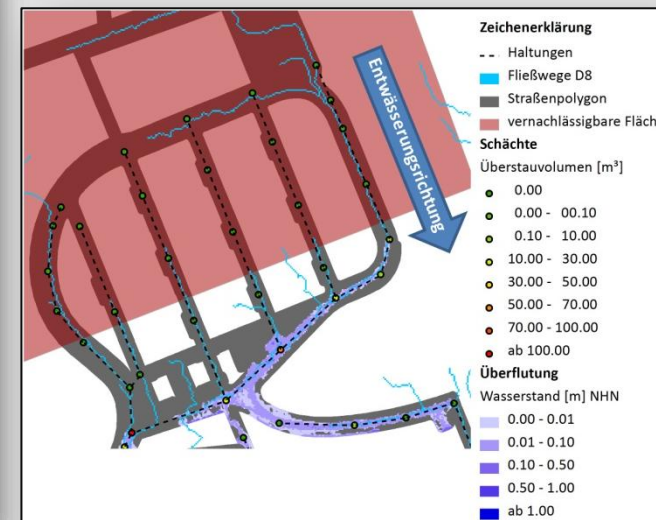 Entwässerungsrichtung
Zeichenerklärung
Haltungen
Fließwege D8
Straßenpolygon
vernachlässigbare Fläch
Schächte
Überstauvolumen [m³]
0.00
0.00 - 00.10
0.10 - 10.00
10.00 - 30.00
30.00 - 50.00
50.00 - 70.00
70.00 - 100.00
ab 100.00
Überflutung
Wasserstand [m] NHN
0.00 - 0.01
0.01 - 0.10
0.10 - 0.50
0.50 - 1.00
ab 1.00